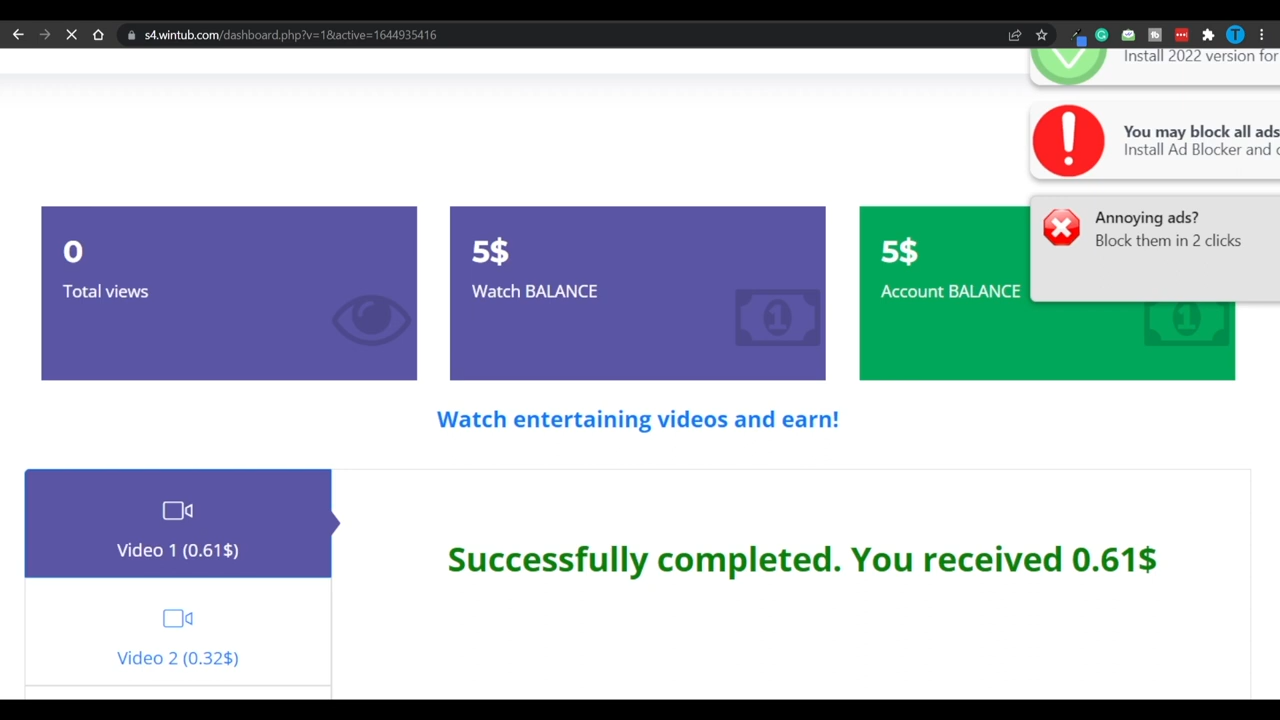 s4.wintub.com/dashboard.php?v=1&active=1644935416
T
Install 2022 version for
You may block all ads
Install Ad Blocker and
Annoying ads?
Block them in 2 clicks
0
Total views
5$
Watch BALANCE
1
5$
Account BALANCE
1
Watch entertaining videos and earn!
Video 1 (0.61$)
Successfully completed. You received 0.61$
Video 2 (0.32$)